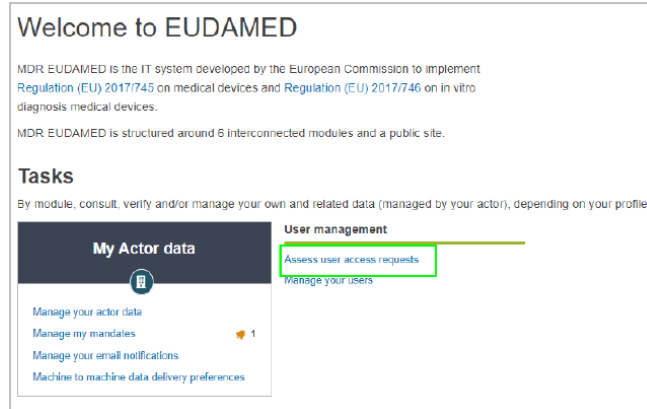 Welcome to EUDAMED
MDR EUDAMED is the IT system developed by the European Commission to implement
Regulation (EU) 2017/745 on medical devices and Regulation (EU) 2017/746 on in vitro
diagnosis medical devices.
MDR EUDAMED is structured around 6 interconnected modules and a public site.
Tasks
By module, consult, verify and/or manage your own and related data (managed by your actor), depending on your profile
My Actor data
Manage your actor data
Manage my mandates 1
Manage your email notifications
Machine to machine data delivery preferences
User management
Assess user access requests
Manage your users